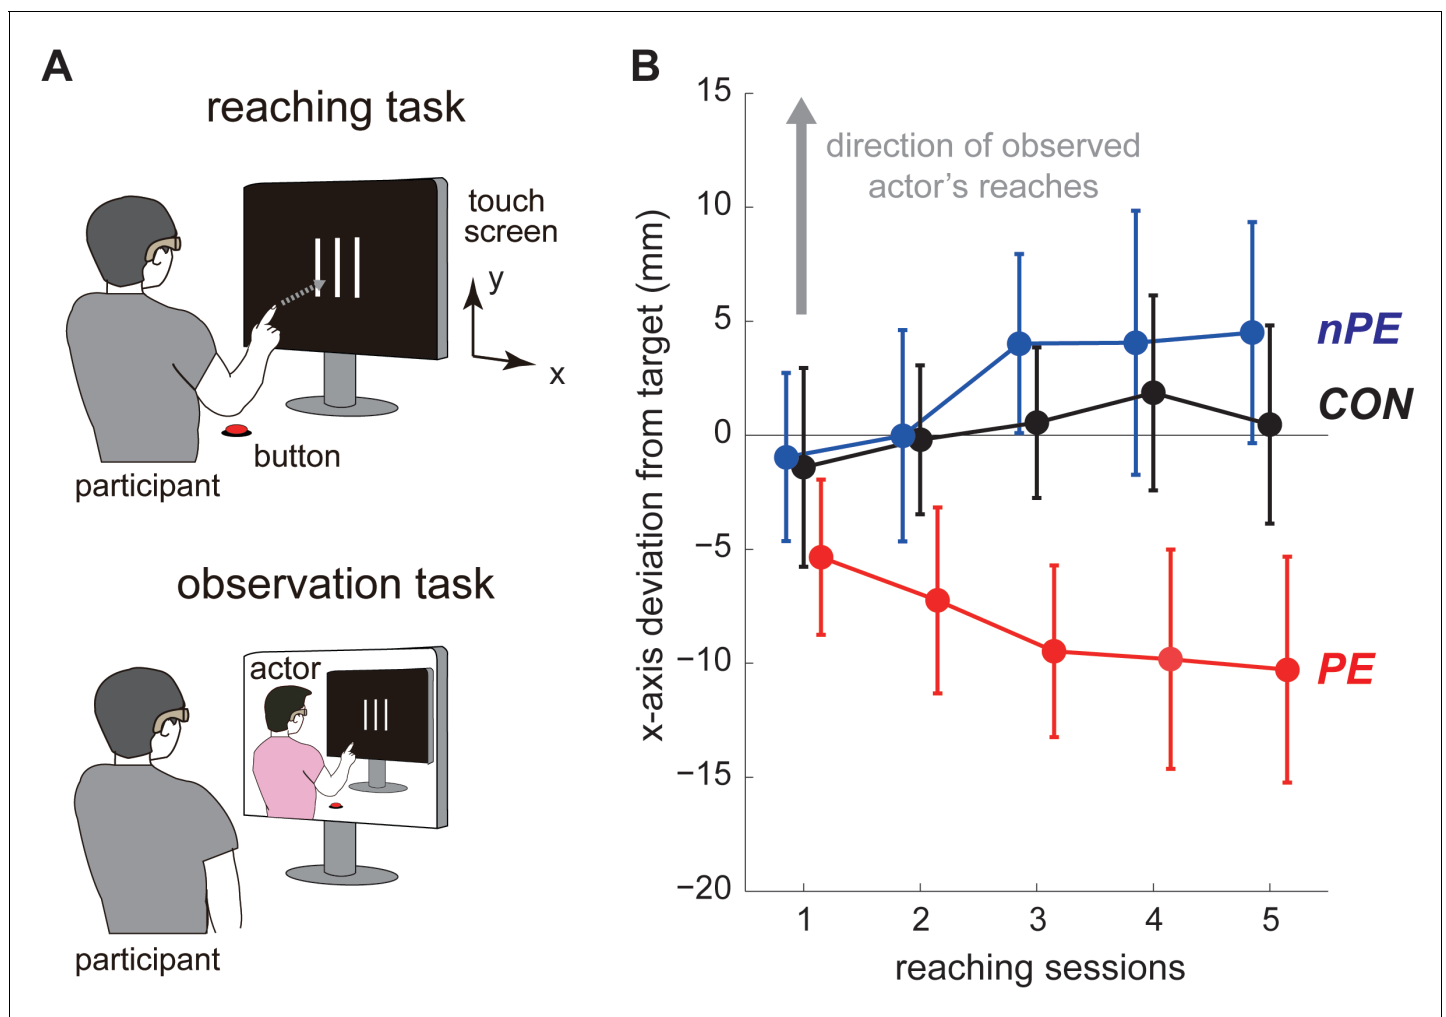 A
reaching task
touch
screen
y
x
button
participant
observation task
actor
participant
B
15
10
5
0
−5
−10
−15
−20
x-axis deviation from target (mm)
direction of observed
actor’s reaches
nPE
CON
PE
1 2 3 4 5
reaching sessions